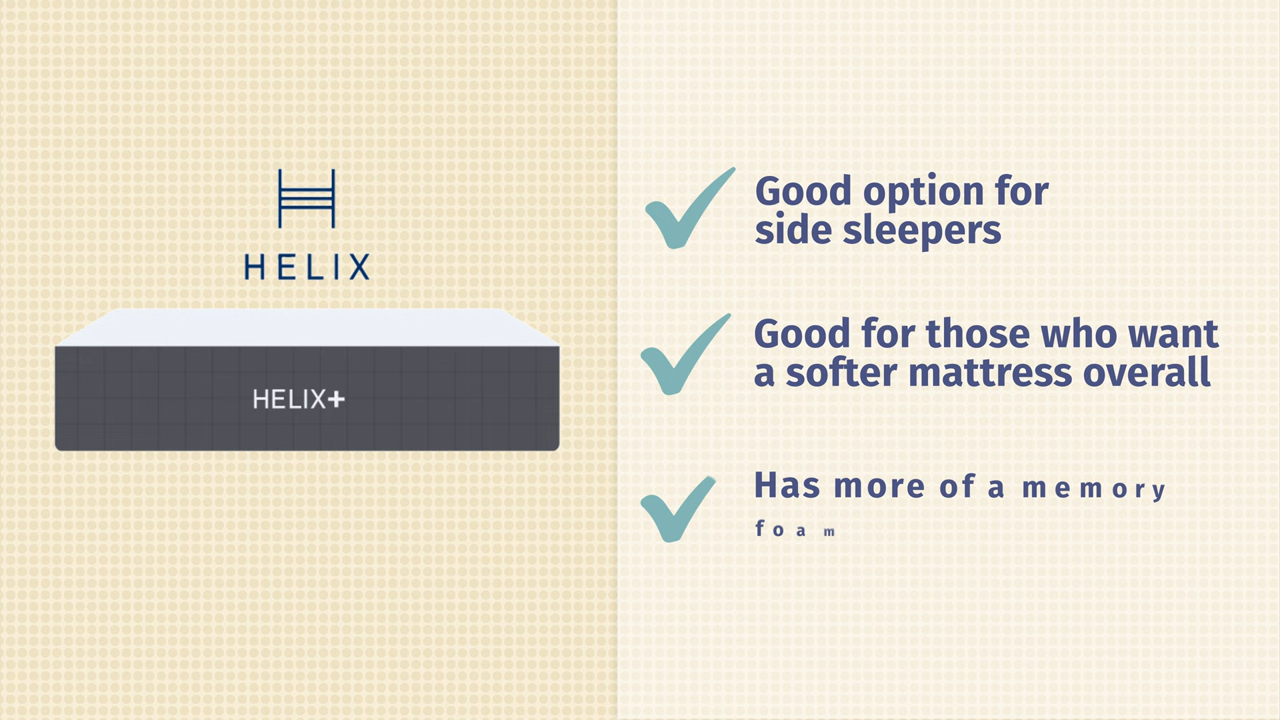 HELIX
HELIX+
Good option for
side sleepers
Good for those who want
a softer mattress overall
Has more of a memory
foam